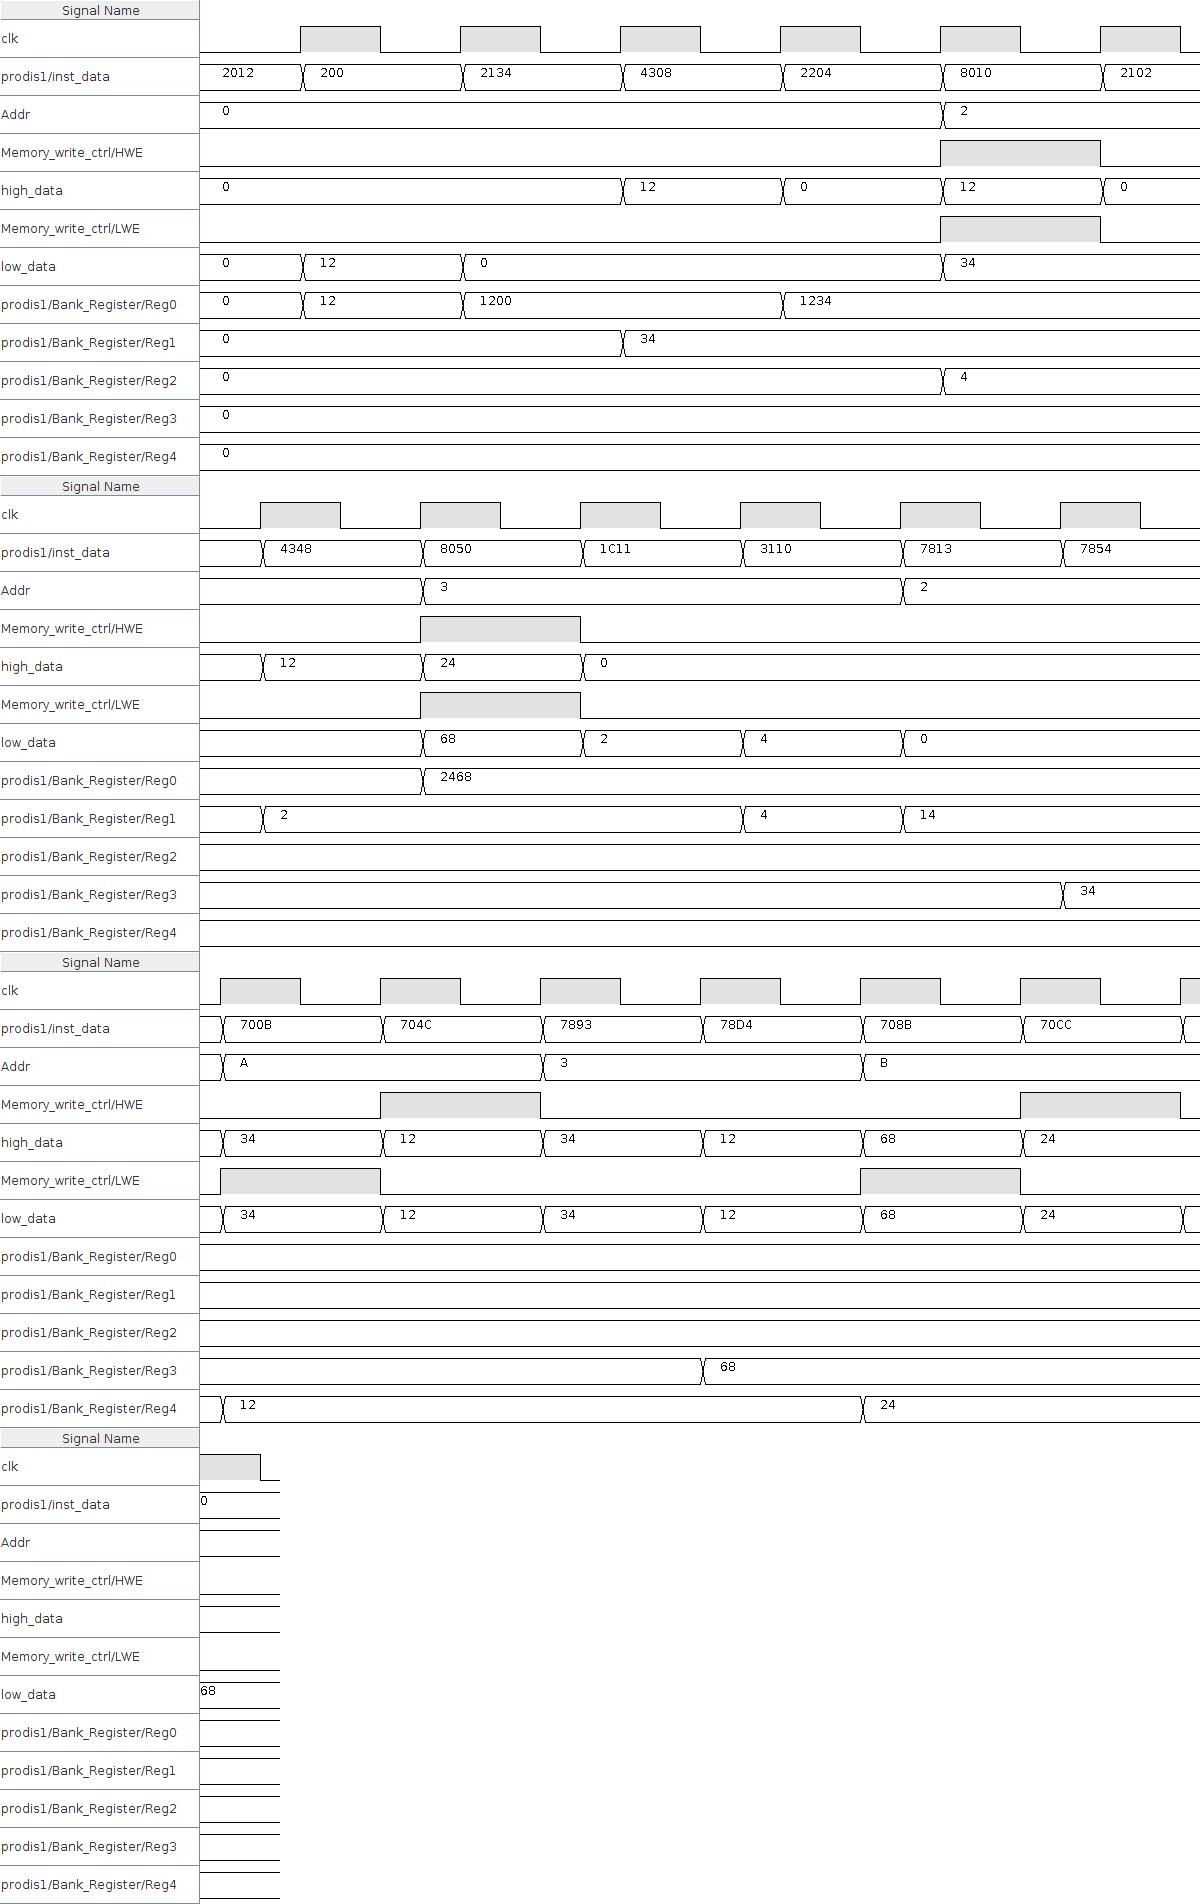 Signal Name
clk
prodis1/inst_data 2012 200 2134 4308 2204 8010 2102
Addr 0 2
Memory_write_ctrl/HWE
high_data 0 12 0 12 0
Memory_write_ctrl/LWE
low_data 0 12 0 34
prodis1/Bank_Register/Reg0 0 12 1200 1234
prodis1/Bank_Register/Reg1 0 34
prodis1/Bank_Register/Reg2 0 4
prodis1/Bank_Register/Reg3 0
prodis1/Bank_Register/Reg4 0
Signal Name
clk
prodis1/inst_data 4348 8050 1C11 3110 7813 7854
Addr 3 2
Memory_write_ctrl/HWE
high_data 12 24 0
Memory_write_ctrl/LWE
low_data 68 2 4 0
prodis1/Bank_Register/Reg0 2468
prodis1/Bank_Register/Reg1 2 4 14
prodis1/Bank_Register/Reg2
prodis1/Bank_Register/Reg3 34
prodis1/Bank_Register/Reg4
Signal Name
clk
prodis1/inst_data 700B 704C 7893 78D4 708B 70CC
Addr A 3 B
Memory_write_ctrl/HWE
high_data 34 12 34 12 68 24
Memory_write_ctrl/LWE
low_data 34 12 34 12 68 24
prodis1/Bank_Register/Reg0
prodis1/Bank_Register/Reg1
prodis1/Bank_Register/Reg2
prodis1/Bank_Register/Reg3 68
prodis1/Bank_Register/Reg4 12 24
Signal Name
clk
prodis1/inst_data 0
Addr
Memory_write_ctrl/HWE
high_data
Memory_write_ctrl/LWE
low_data 68
prodis1/Bank_Register/Reg0
prodis1/Bank_Register/Reg1
prodis1/Bank_Register/Reg2
prodis1/Bank_Register/Reg3
prodis1/Bank_Register/Reg4